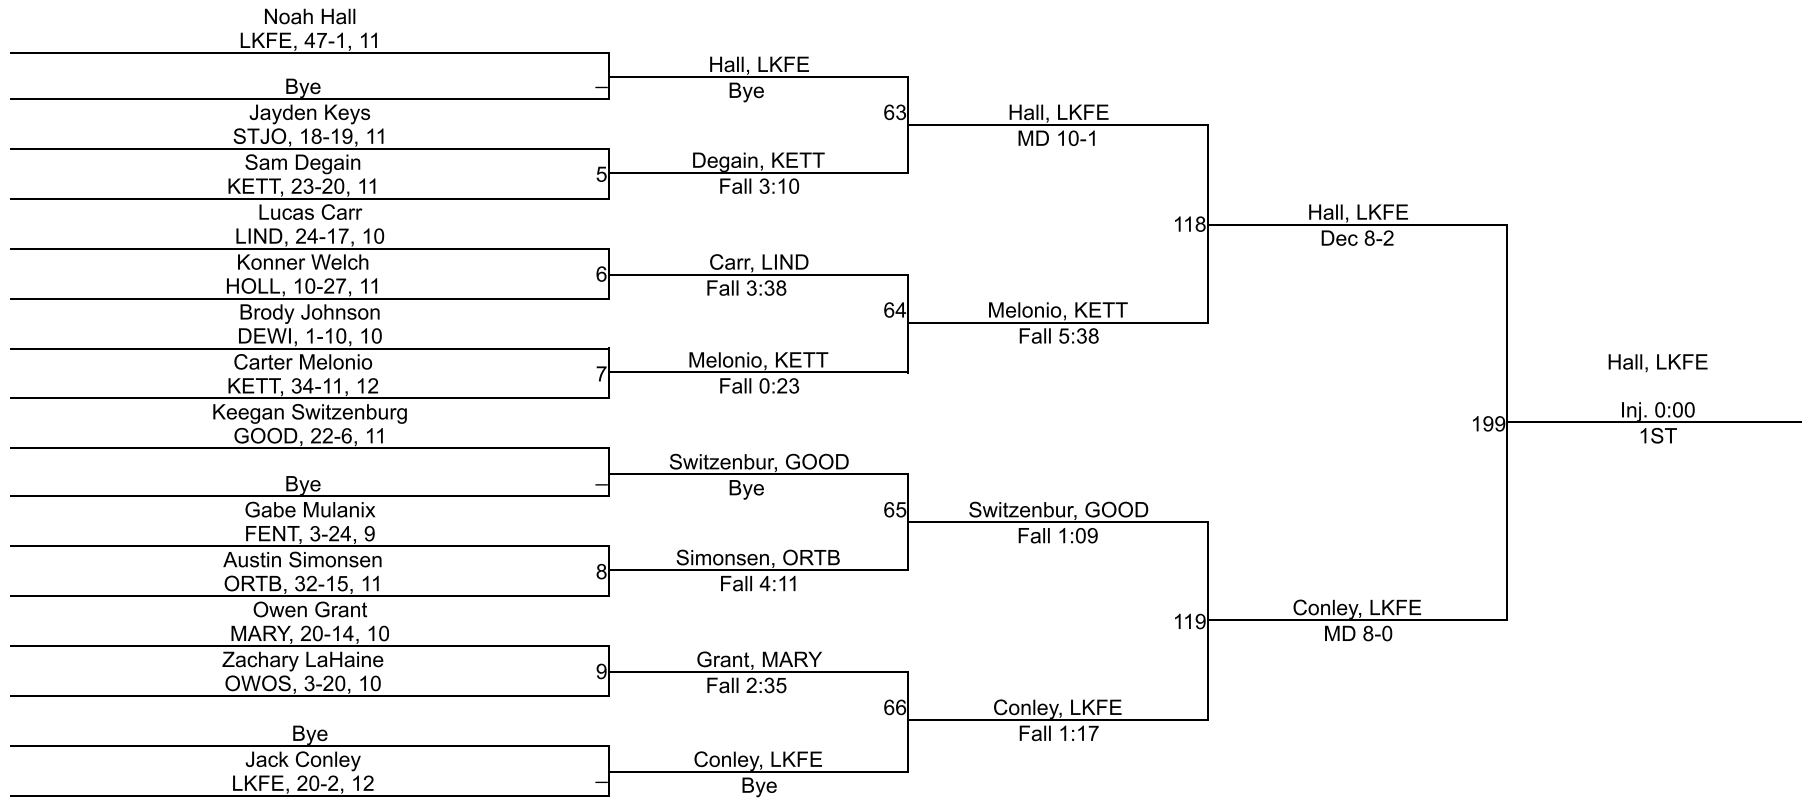 Noah Hall
LKFE, 47-1, 11
Bye
Jayden Keys
STJO, 18-19, 11
Sam Degain
KETT, 23-20, 11
5
Lucas Carr
LIND, 24-17, 10
Konner Welch
HOLL, 10-27, 11
6
Brody Johnson
DEWI, 1-10, 10
Carter Melonio
KETT, 34-11, 12
7
Keegan Switzenburg
GOOD, 22-6, 11
Bye
Gabe Mulanix
FENT, 3-24, 9
Austin Simonsen
ORTB, 32-15, 11
8
Owen Grant
MARY, 20-14, 10
Zachary LaHaine
OWOS, 3-20, 10
9
Bye
Jack Conley
LKFE, 20-2, 12
Hall, LKFE
Bye
63
Degain, KETT
Fall 3:10
Carr, LIND
Fall 3:38
64
Melonio, KETT
Fall 0:23
Switzenbur, GOOD
Bye
65
Simonsen, ORTB
Fall 4:11
Grant, MARY
Fall 2:35
66
Conley, LKFE
Bye
Hall, LKFE
MD 10-1
118
Melonio, KETT
Fall 5:38
Switzenbur, GOOD
Fall 1:09
119
Conley, LKFE
Fall 1:17
Hall, LKFE
Dec 8-2
199
Conley, LKFE
MD 8-0
Hall, LKFE
Inj. 0:00
1ST